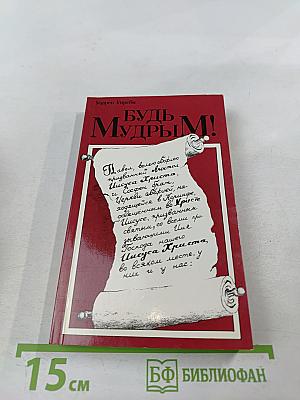 Уоррен Уирсби
БУДЬ
МУДРЫМ!
Павел, волею Божиею
призванный Апостол
Иисуса Христа,
и Сосфен брат,
Церкви Божией, на-
ходящейся в Коринфе,
освященным во Христе
Иисусе, призванным
святым, со всеми при
зывающими Имя
Господа нашего
Иисуса Христа,
во всяком месте, у
них и у нас:
15 см
БФ БИБЛИОФАН